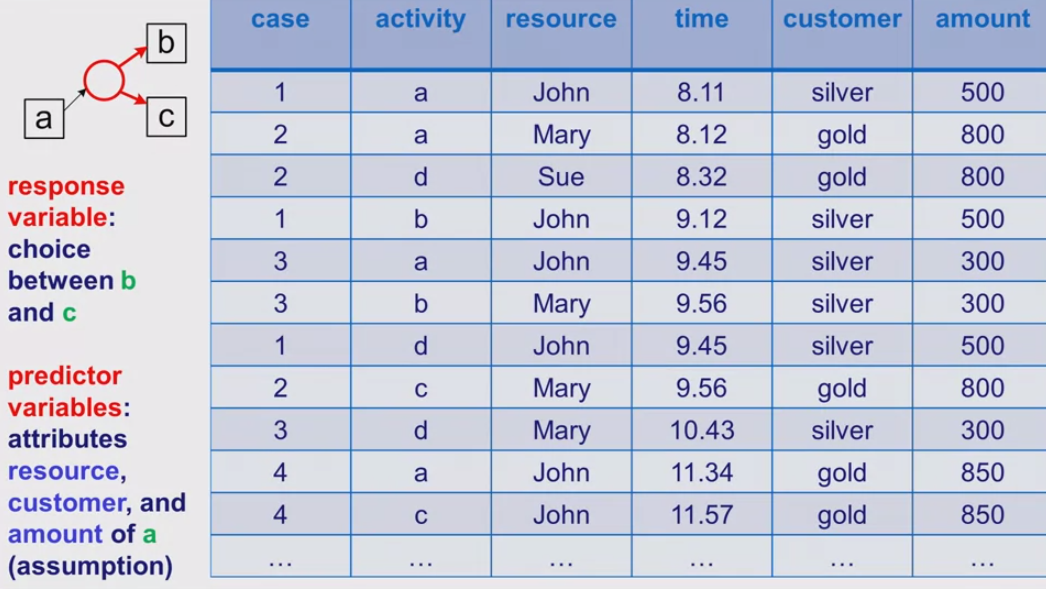 a
b
c
response
variable:
choice
between b
and c
predictor
variables:
attributes
resource,
customer, and
amount of a
(assumption)
case activity resource time customer amount
1 a John 8.11 silver 500
2 a Mary 8.12 gold 800
2 d Sue 8.32 gold 800
1 b John 9.12 silver 500
3 a John 9.45 silver 300
3 b Mary 9.56 silver 300
1 d John 9.45 silver 500
2 c Mary 9.56 gold 800
3 d Mary 10.43 silver 300
4 a John 11.34 gold 850
4 c John 11.57 gold 850
... ... ... ... ... ...